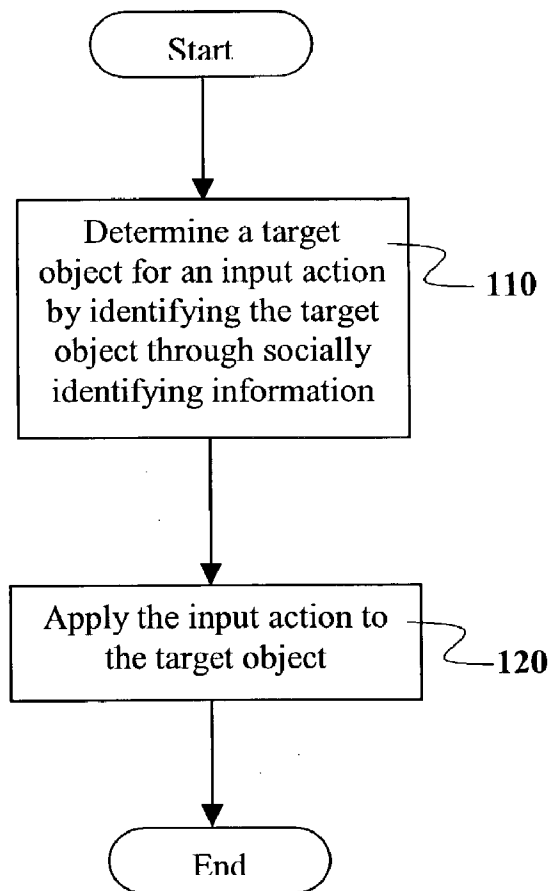 Start
Determine a target
object for an input action
by identifying the target
object through socially
identifying information
110
Apply the input action to
the target object
120
End